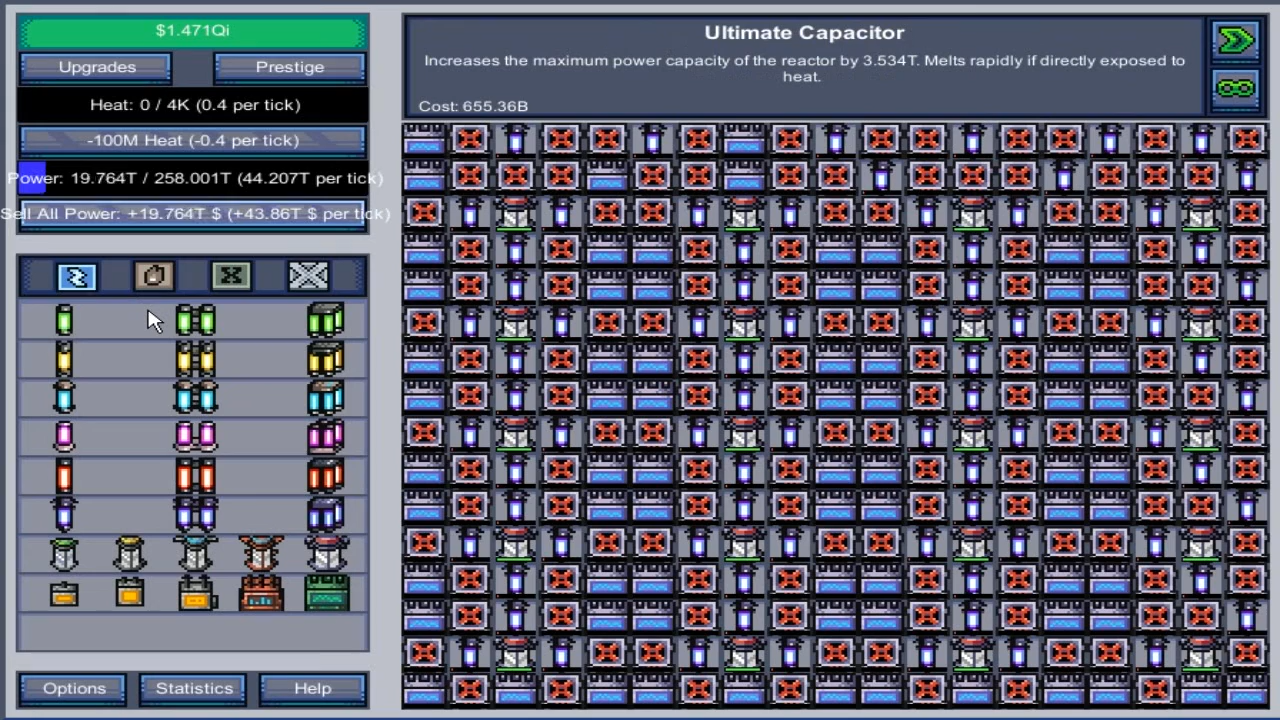 $1.471Qi
Upgrades
Prestige
Heat: 0 / 4K (0.4 per tick)
-100M Heat (-0.4 per tick)
Power: 19.764T / 258.001T (44.207T per tick)
Sell All Power: +19.764T $ (+43.86T $ per tick)
Ultimate Capacitor
Increases the maximum power capacity of the reactor by 3.534T. Melts rapidly if directly exposed to
heat.
Cost: 655.36B
Options
Statistics
Help